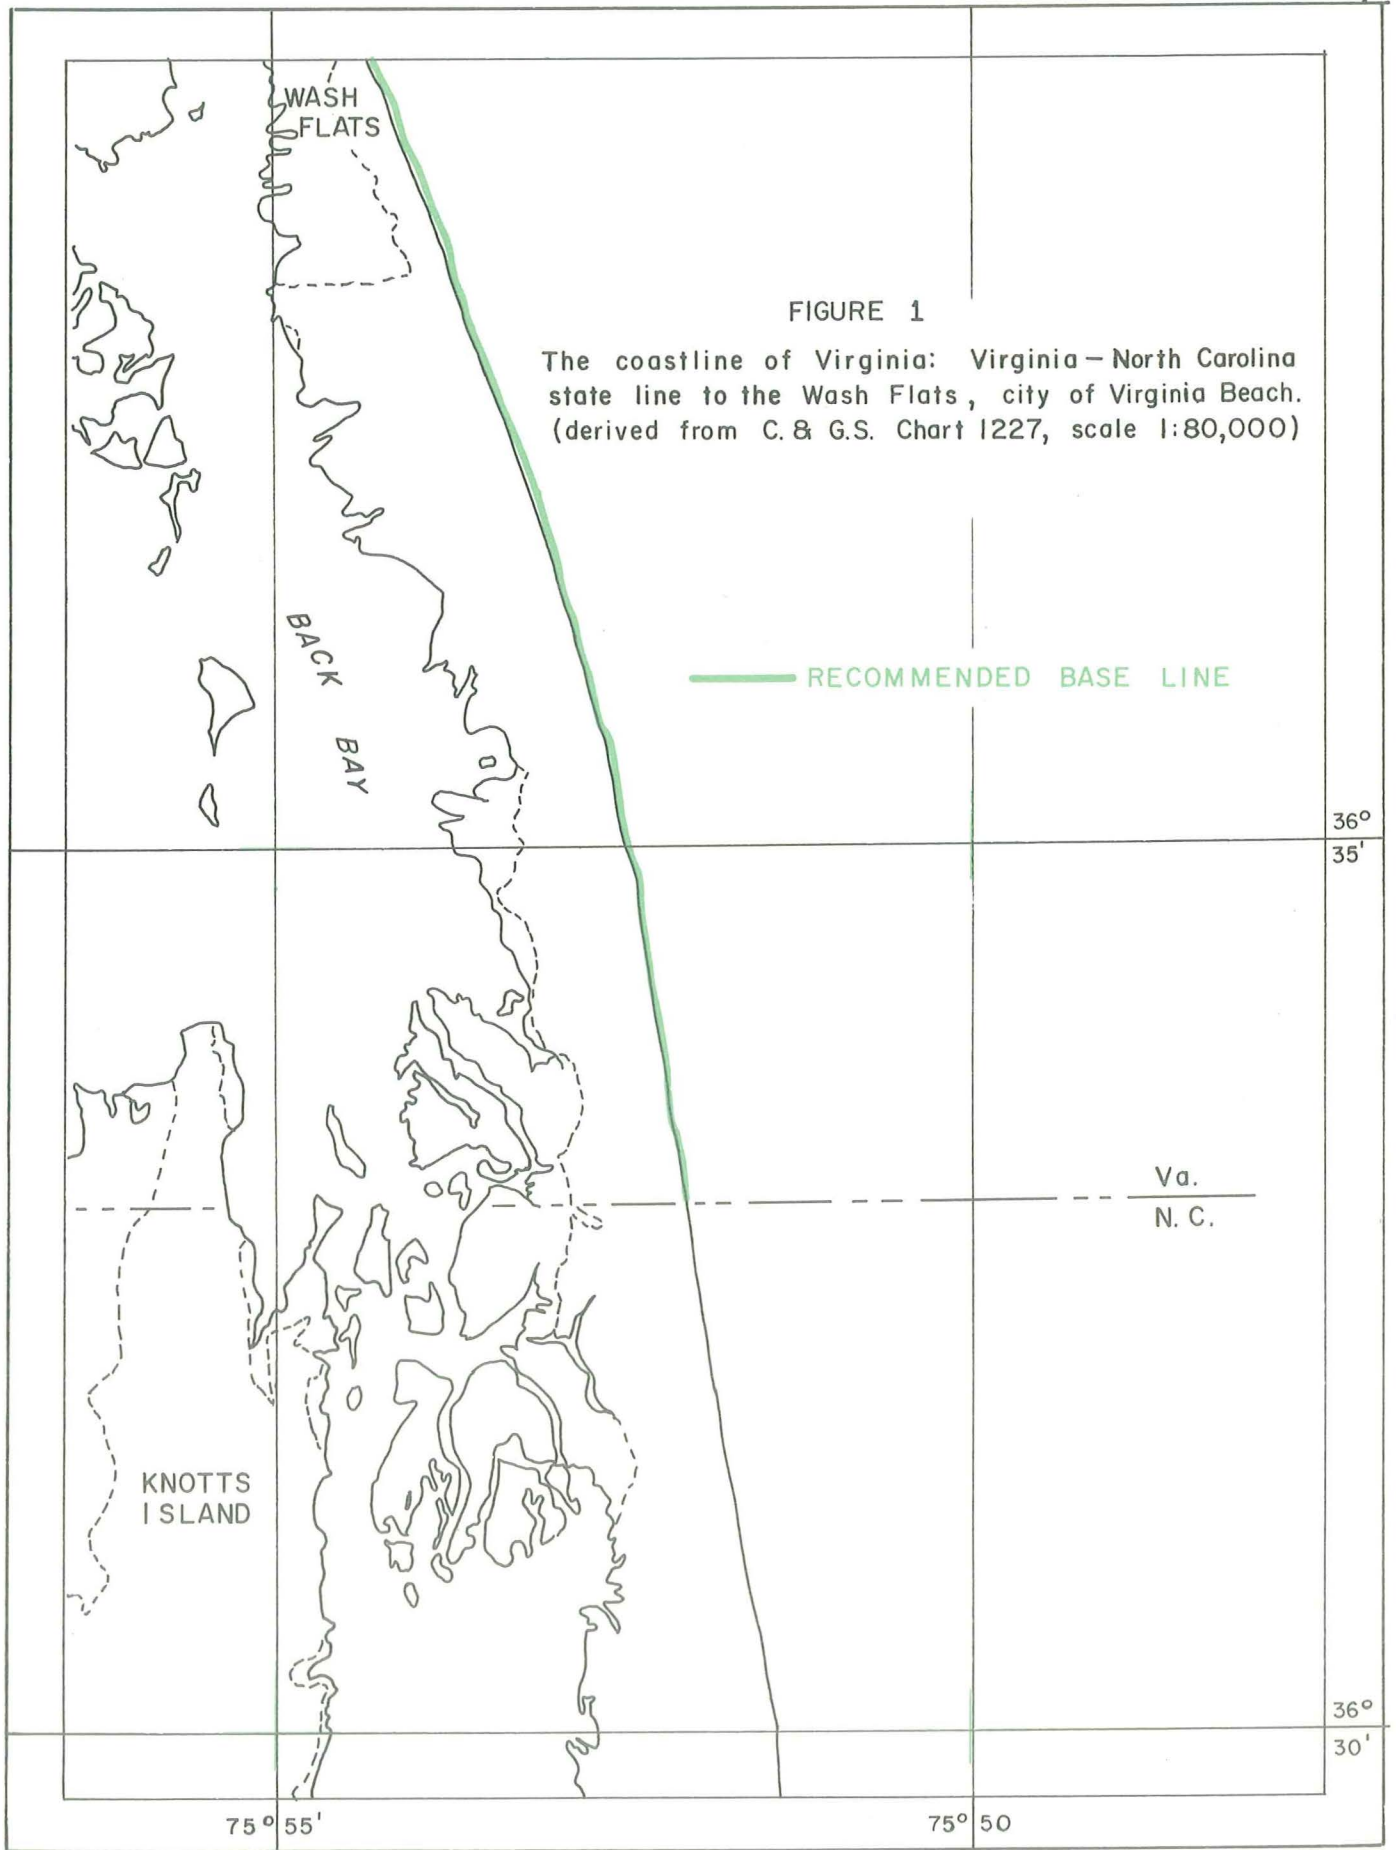 WASH
FLATS
FIGURE 1
The coastline of Virginia: Virginia – North Carolina
state line to the Wash Flats, city of Virginia Beach.
(derived from C. & G.S. Chart 1227, scale 1:80,000)
BACK
BAY
RECOMMENDED BASE LINE
36°
35'
Va.
N. C.
KNOTTS
ISLAND
36°
30'
75° 55'
75° 50